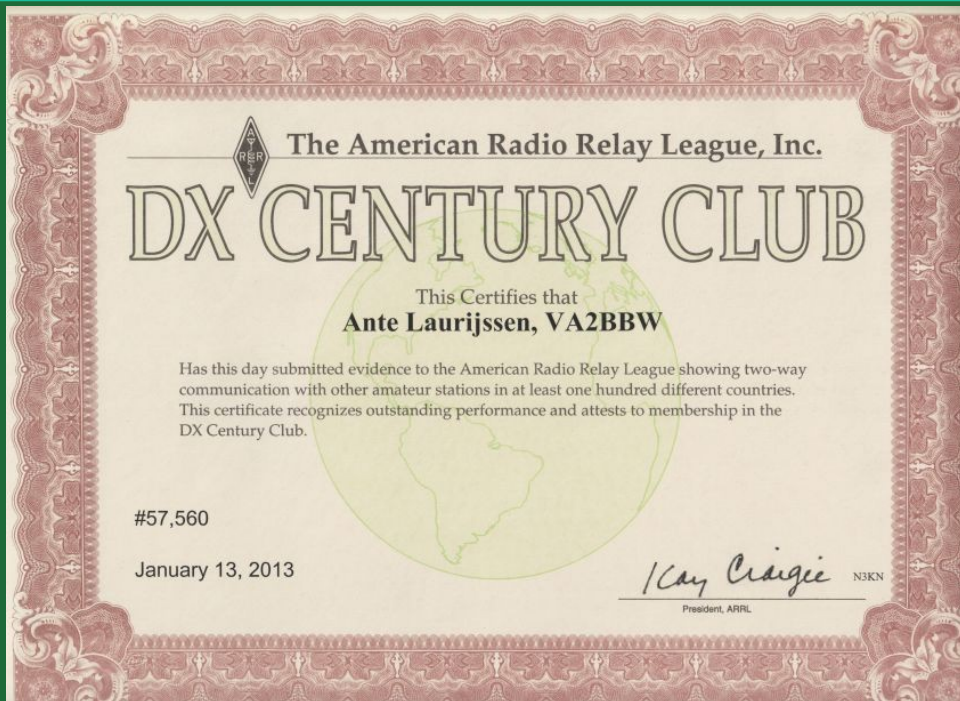 ARRL
The American Radio Relay League, Inc.
DX CENTURY CLUB
This Certifies that
Ante Laurijssen, VA2BBW
Has this day submitted evidence to the American Radio Relay League showing two-way
communication with other amateur stations in at least one hundred different countries.
This certificate recognizes outstanding performance and attests to membership in the
DX Century Club.
#57,560
January 13, 2013
Kay Craigie N3KN
President, ARRL